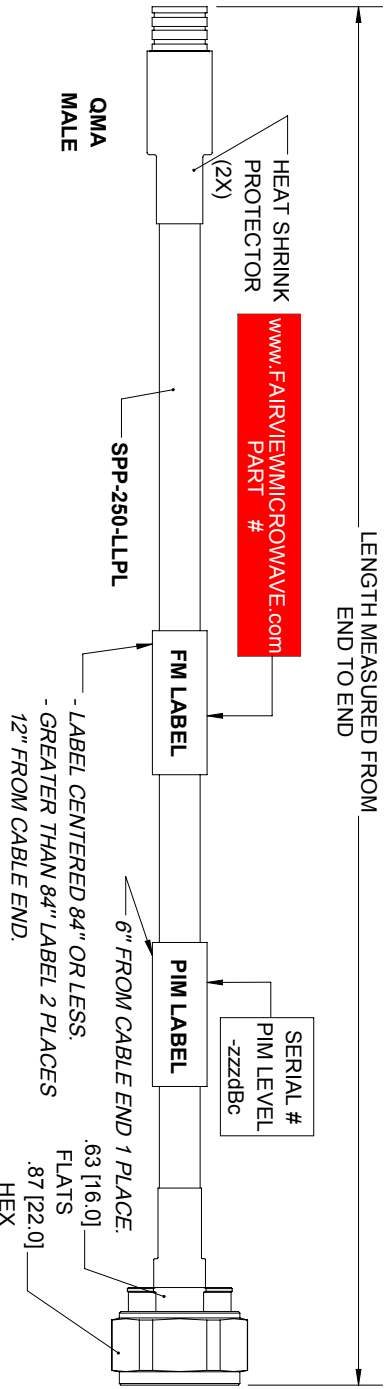 LENGTH MEASURED FROM
END TO END
www.FAIRVIEWMICROWAVE.com
PART #
HEAT SHRINK
PROTECTOR
(2X)
SERIAL #
PIM LEVEL
-zzzdBc
FM LABEL
PIM LABEL
QMA
MALE
SPP-250-LLPL
6" FROM CABLE END 1 PLACE.
- LABEL CENTERED 84" OR LESS.
- GREATER THAN 84" LABEL 2 PLACES
12" FROM CABLE END.
.63 [16.0]
FLATS
.87 [22.0]
HEX